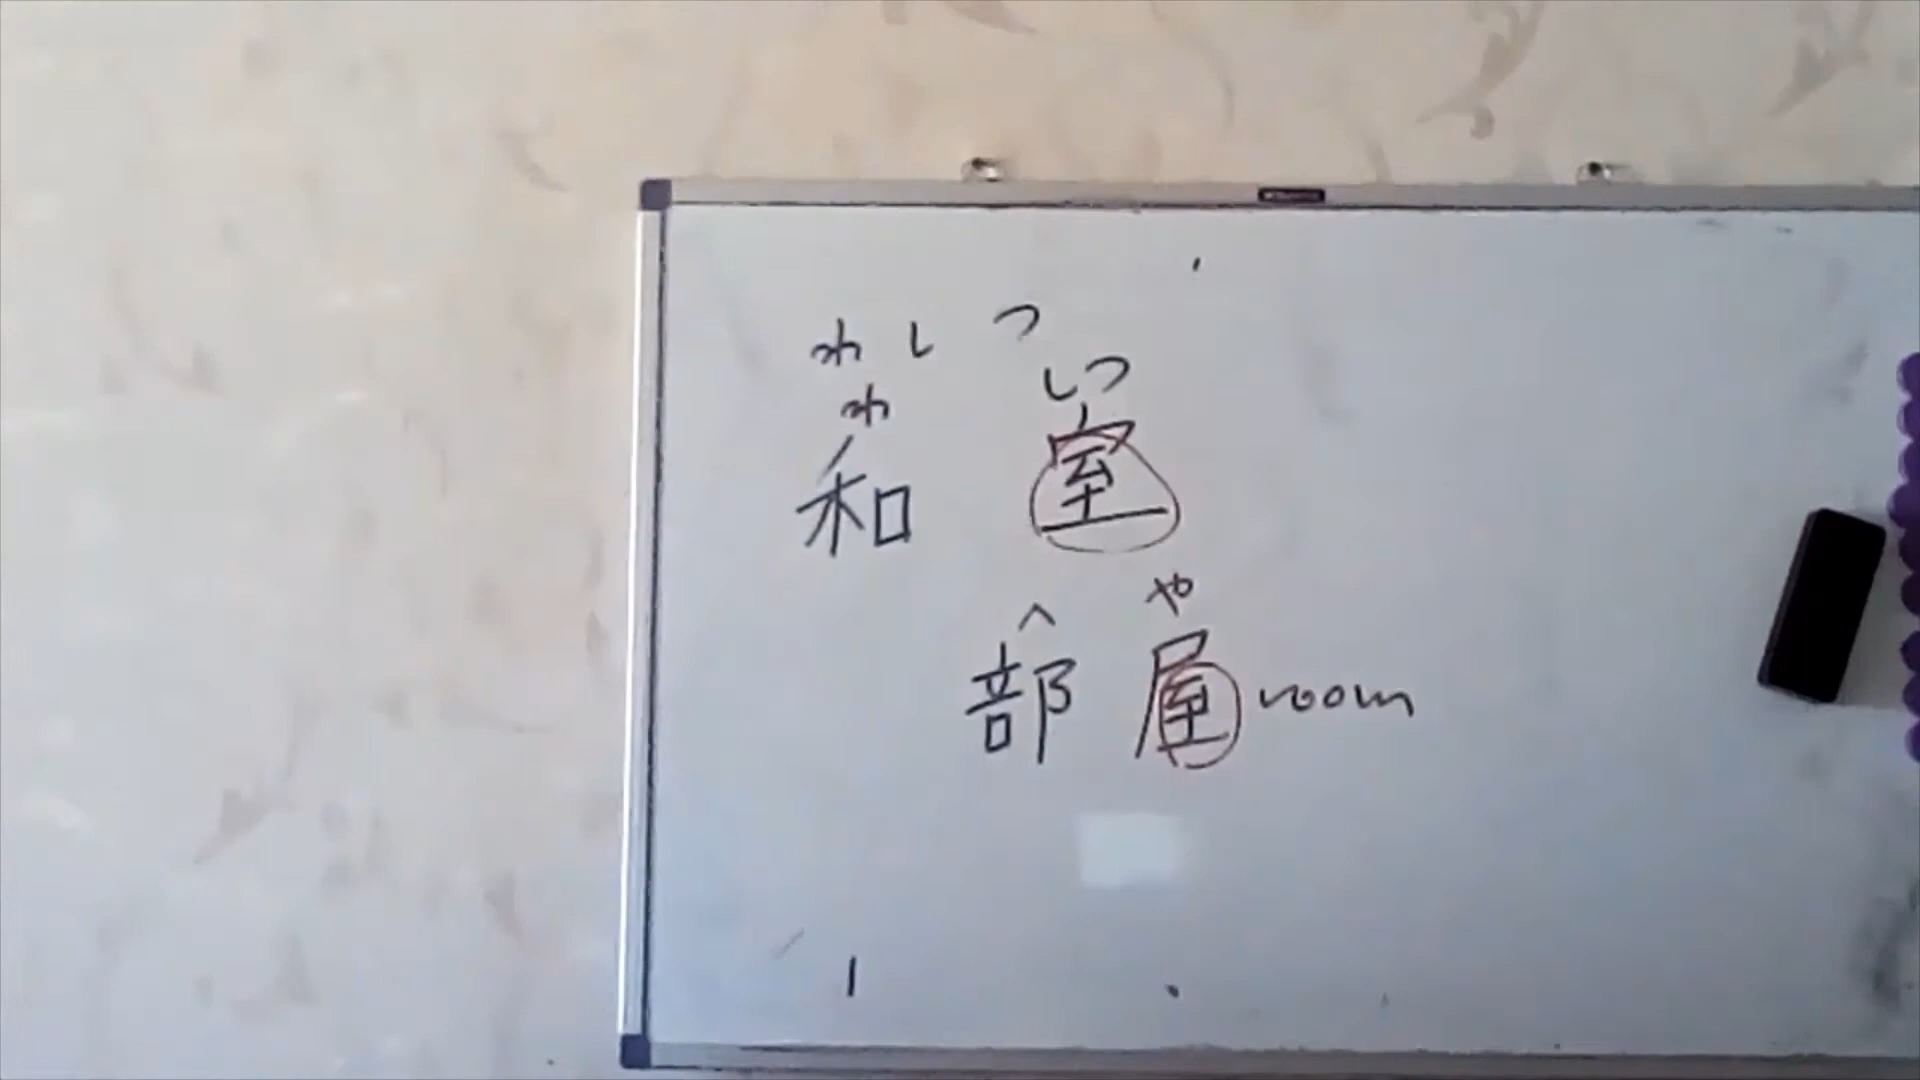 わしつ
わ しつ
和 室
へ や
部 屋 room